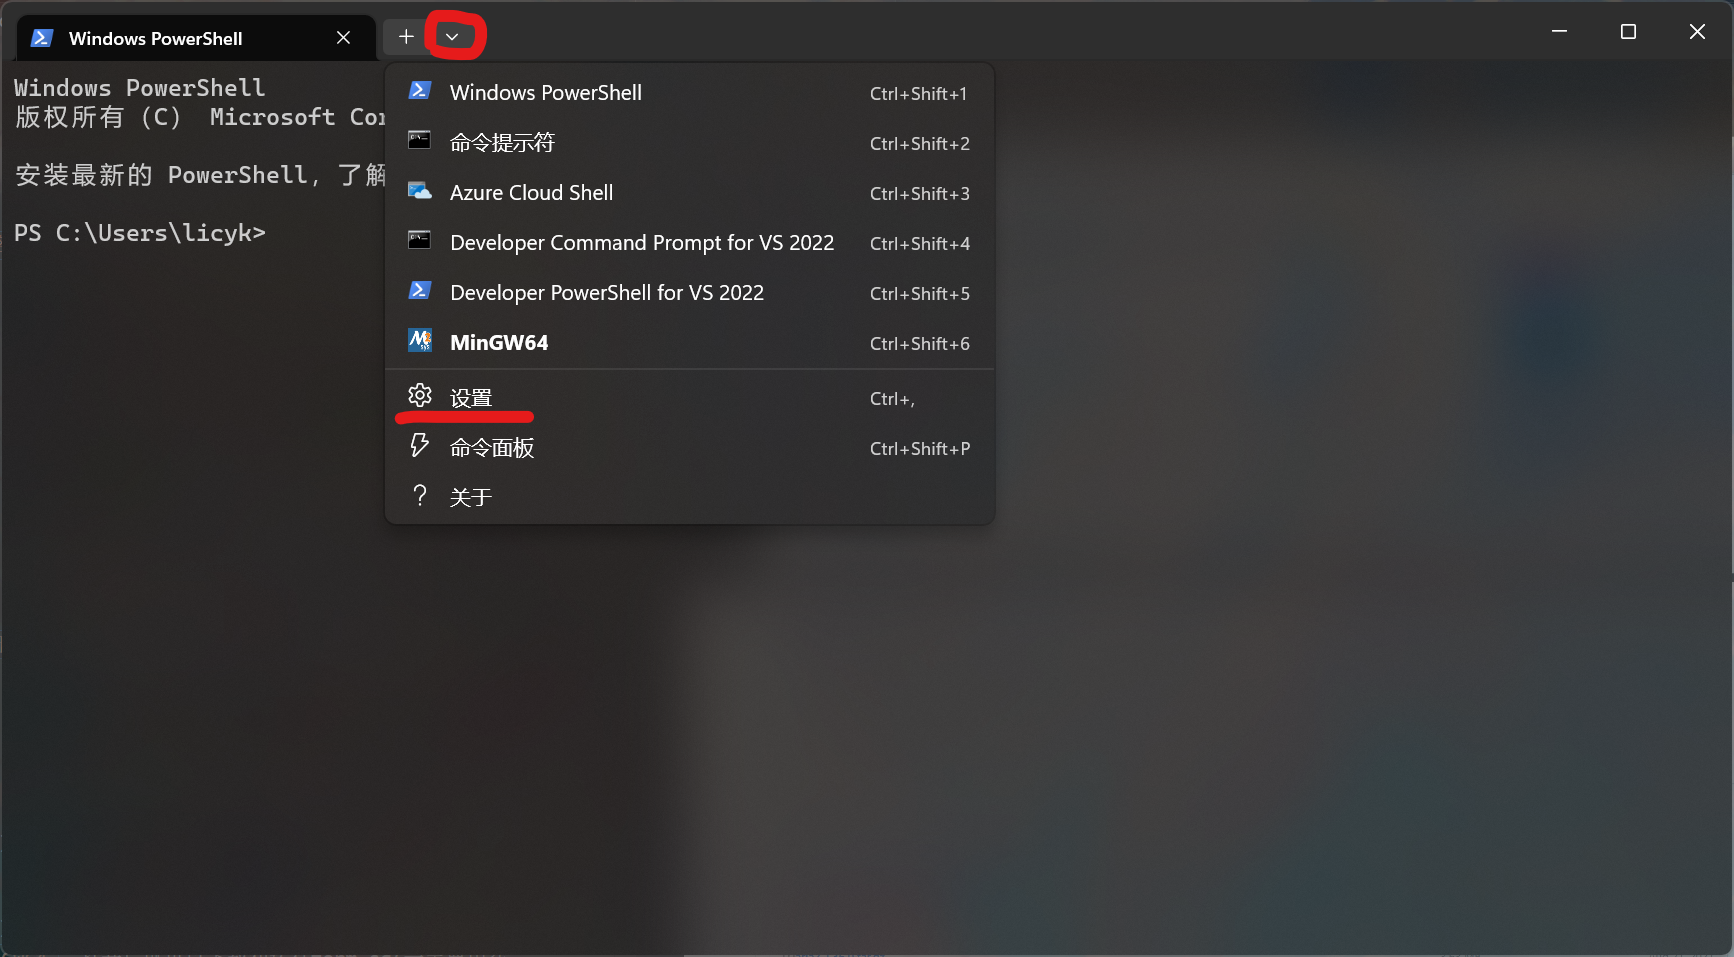 Windows PowerShell
Windows PowerShell
版权所有 (C) Microsoft Cor
安装最新的 PowerShell, 了解
PS C:\Users\licyk>
Windows PowerShell Ctrl+Shift+1
命令提示符 Ctrl+Shift+2
Azure Cloud Shell Ctrl+Shift+3
Developer Command Prompt for VS 2022 Ctrl+Shift+4
Developer PowerShell for VS 2022 Ctrl+Shift+5
MinGW64 Ctrl+Shift+6
设置 Ctrl+,
命令面板 Ctrl+Shift+P
关于